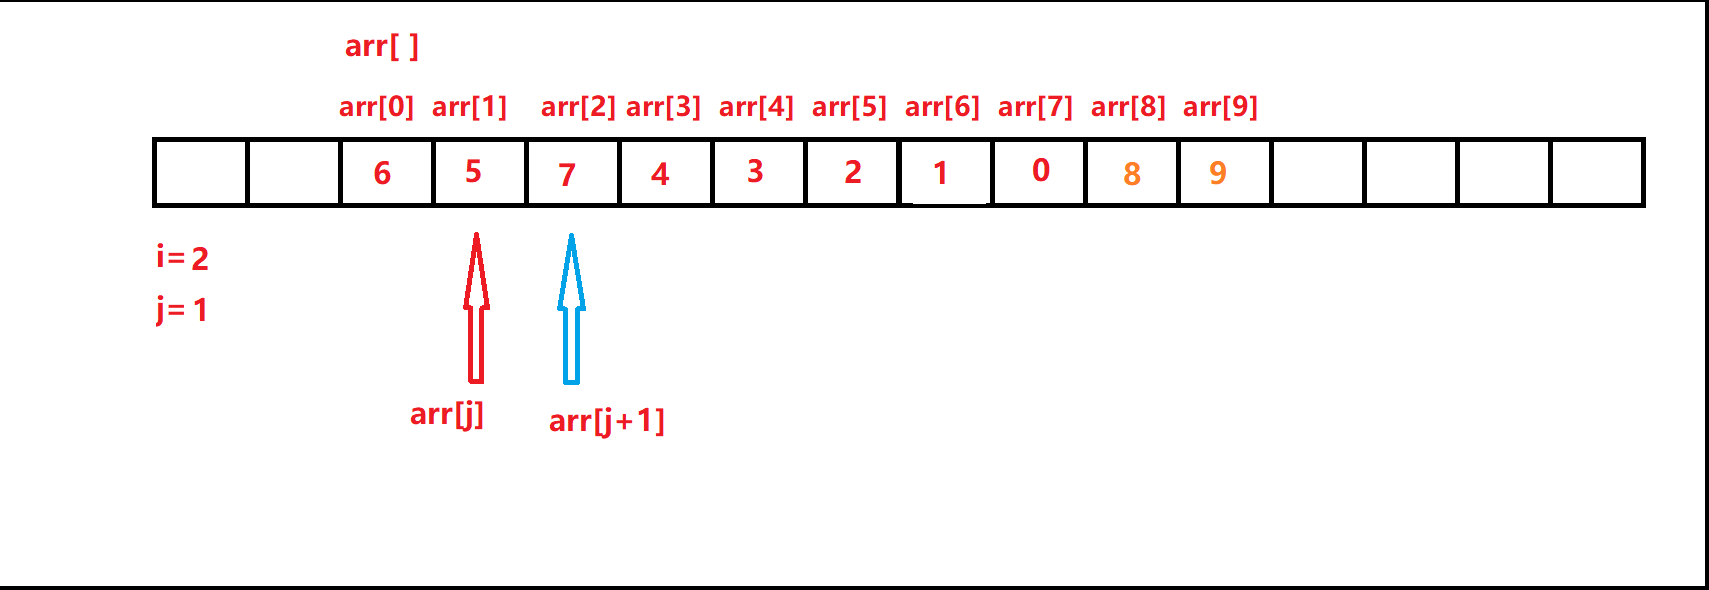 arr[ ]
arr[0] arr[1] arr[2] arr[3] arr[4] arr[5] arr[6] arr[7] arr[8] arr[9]
6 5 7 4 3 2 1 0 8 9
i=2
j=1
arr[j] arr[j+1]